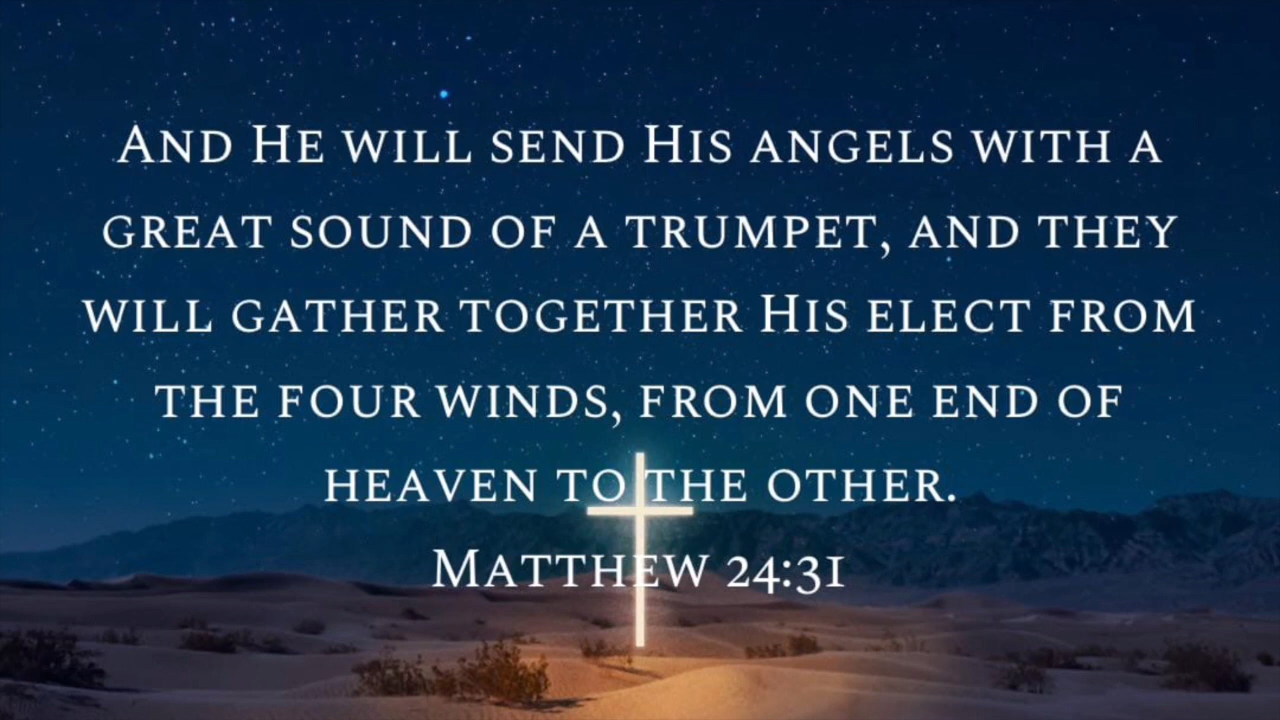 And He will send His angels with a
great sound of a trumpet, and they
will gather together His elect from
the four winds, from one end of
heaven to the other.
Matthew 24:31